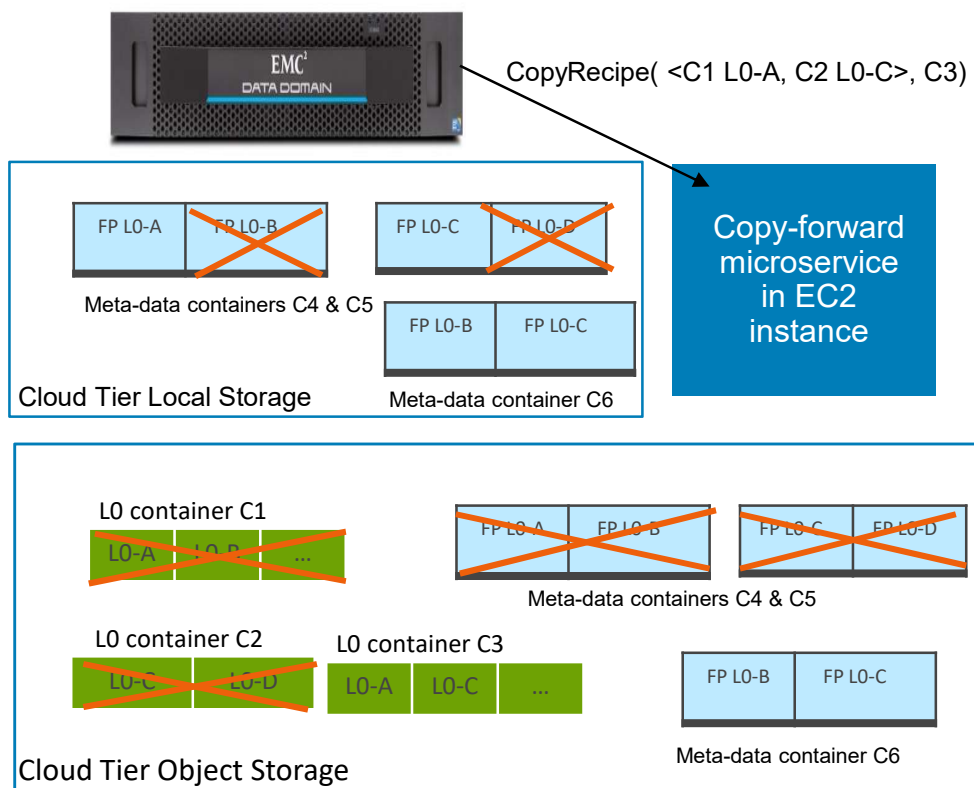 EMC²
DATA DOMAIN
CopyRecipe( <C1 L0-A, C2 L0-C>, C3)
Copy-forward
microservice
in EC2
instance
FP L0-A FP L0-B
FP L0-C FP L0-D
Meta-data containers C4 & C5
FP L0-B FP L0-C
Cloud Tier Local Storage
Meta-data container C6
L0 container C1
L0-A L0-B ...
FP L0-A FP L0-B
FP L0-C FP L0-D
Meta-data containers C4 & C5
L0 container C2
L0-C L0-D
L0 container C3
L0-A L0-C ...
FP L0-B FP L0-C
Meta-data container C6
Cloud Tier Object Storage